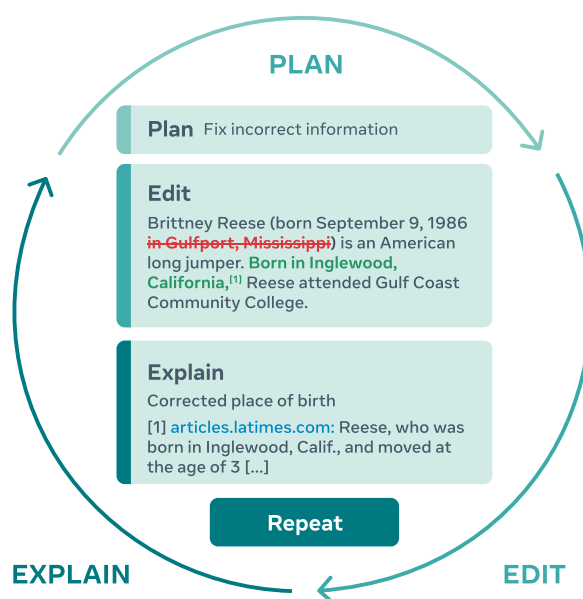 PLAN
Plan Fix incorrect information
Edit
Brittney Reese (born September 9, 1986
in Gulfport, Mississippi) is an American
long jumper. Born in Inglewood,
California,[1] Reese attended Gulf Coast
Community College.
Explain
Corrected place of birth
[1] articles.latimes.com: Reese, who was
born in Inglewood, Calif., and moved at
the age of 3 [...]
Repeat
EXPLAIN
EDIT